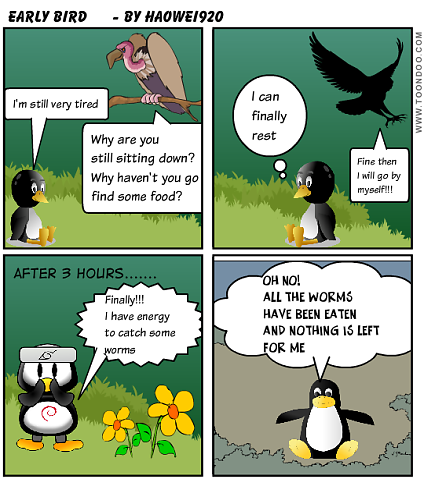 EARLY BIRD - BY HAOWEI920
I'm still very tired
Why are you
still sitting down?
Why haven't you go
find some food?
I can
finally
rest
Fine then
I will go by
myself!!!
AFTER 3 HOURS.......
Finally!!!
I have energy
to catch some
worms
OH NO!
ALL THE WORMS
HAVE BEEN EATEN
AND NOTHING IS LEFT
FOR ME
WWW.TOONDOO.COM